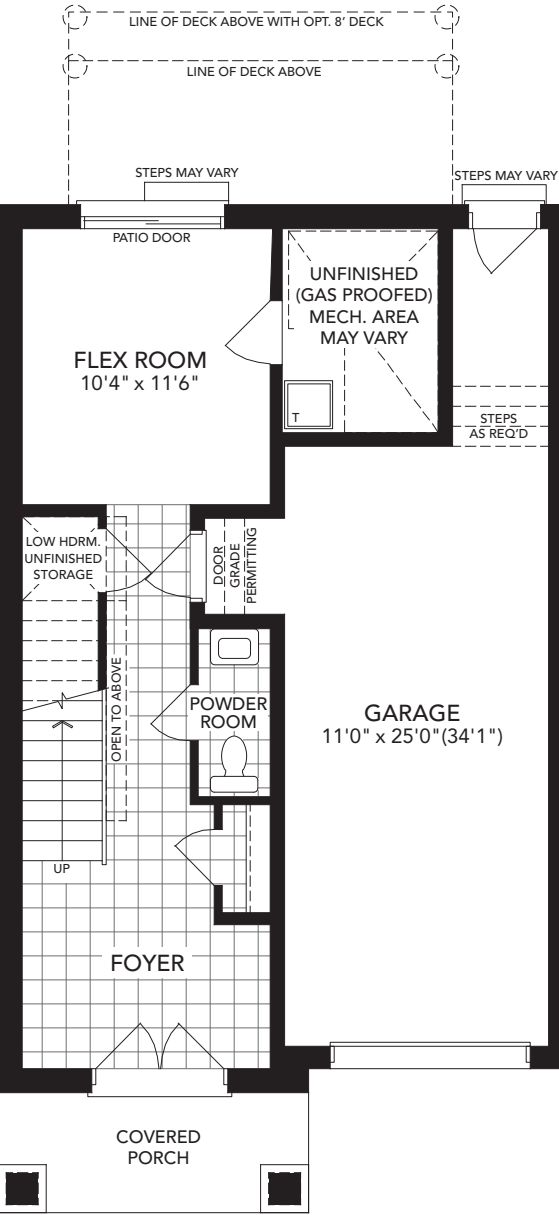 LINE OF DECK ABOVE WITH OPT. 8' DECK
LINE OF DECK ABOVE
STEPS MAY VARY
STEPS MAY VARY
PATIO DOOR
UNFINISHED
(GAS PROOFED)
MECH. AREA
MAY VARY
FLEX ROOM
10'4" x 11'6"
T
STEPS
AS REQ'D
LOW HDRM.
UNFINISHED
STORAGE
DOOR
GRADE
PERMITTING
OPEN TO ABOVE
POWDER
ROOM
GARAGE
11'0" x 25'0"(34'1")
UP
FOYER
COVERED
PORCH